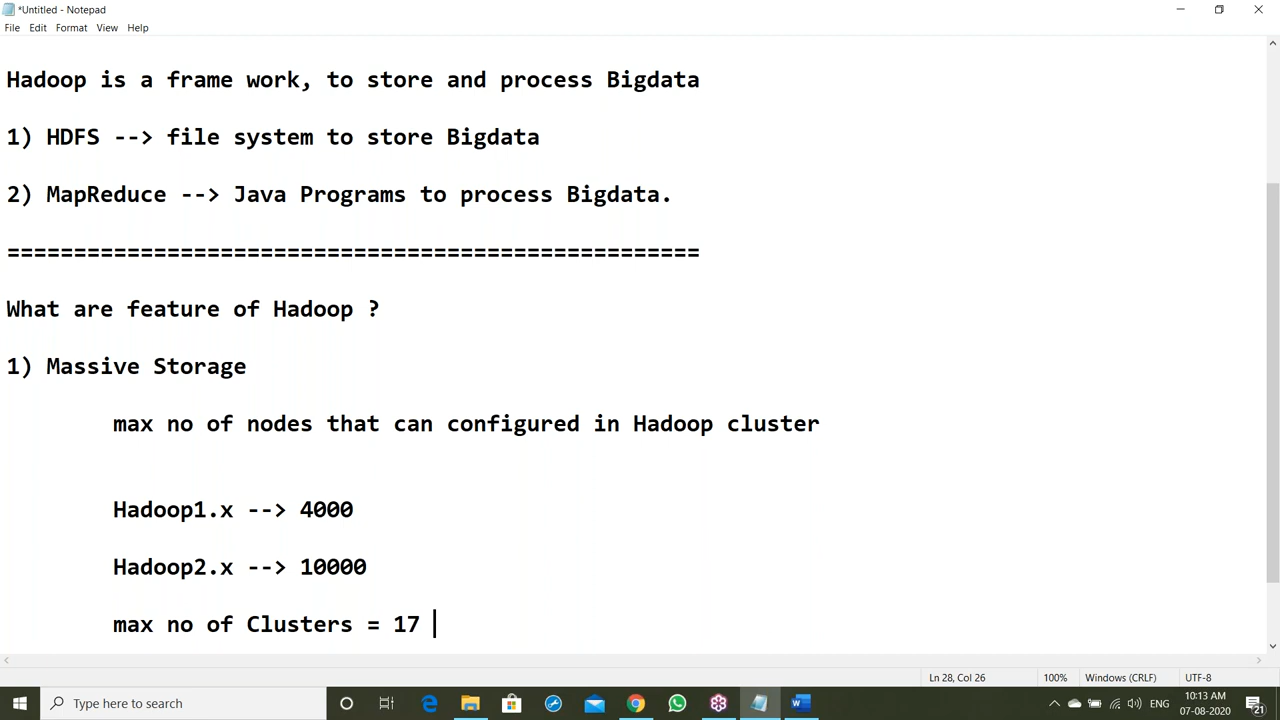 *Untitled - Notepad
File Edit Format View Help
Hadoop is a frame work, to store and process Bigdata
1) HDFS --> file system to store Bigdata
2) MapReduce --> Java Programs to process Bigdata.
====================================================
What are feature of Hadoop ?
1) Massive Storage
max no of nodes that can configured in Hadoop cluster
Hadoop1.x --> 4000
Hadoop2.x --> 10000
max no of Clusters = 17
Ln 28, Col 26 100% Windows (CRLF) UTF-8
Type here to search
ENG
10:13 AM
07-08-2020
21